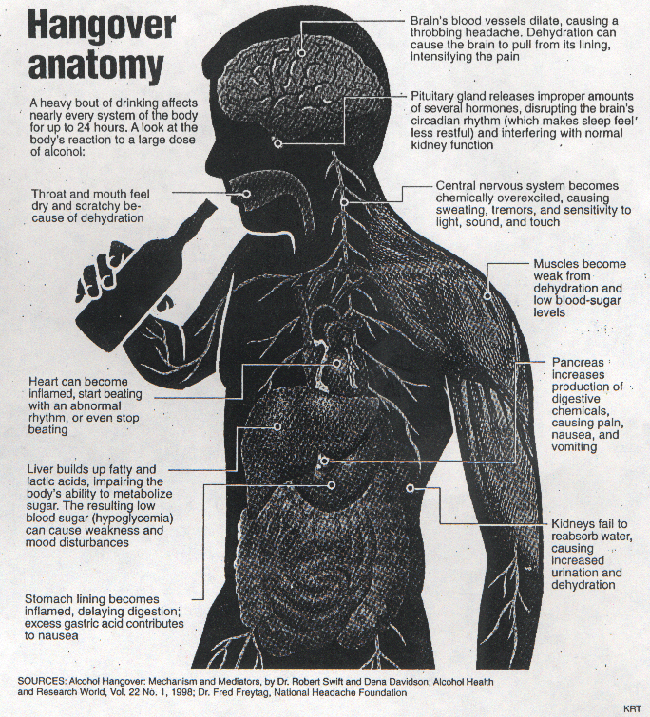 Hangover
anatomy
A heavy bout of drinking affects
nearly every system of the body
for up to 24 hours. A look at the
body's reaction to a large dose
of alcohol:
Brain's blood vessels dilate, causing a
throbbing headache. Dehydration can
cause the brain to pull from its lining,
intensifying the pain
Pituitary gland releases improper amounts
of several hormones, disrupting the brain's
circadian rhythm (which makes sleep feel
less restful) and interfering with normal
kidney function
Throat and mouth feel
dry and scratchy be-
cause of dehydration
Central nervous system becomes
chemically overexcited, causing
sweating, tremors, and sensitivity to
light, sound, and touch
Muscles become
weak from
dehydration and
low blood-sugar
levels
Pancreas
increases
production of
digestive
chemicals,
causing pain,
nausea, and
vomiting
Heart can become
inflamed, start beating
with an abnormal
rhythm, or even stop
beating
Liver builds up fatty and
lactic acids, impairing the
body's ability to metabolize
sugar. The resulting low
blood sugar (hypoglycemia)
can cause weakness and
mood disturbances
Kidneys fail to
reabsorb water,
causing
increased
urination and
dehydration
Stomach lining becomes
inflamed, delaying digestion;
excess gastric acid contributes
to nausea
SOURCES: Alcohol Hangover: Mechanism and Mediators, by Dr. Robert Swift and Dena Davidson. Alcohol Health
and Research World, Vol. 22 No. 1, 1998; Dr. Fred Freytag, National Headache Foundation
KRT